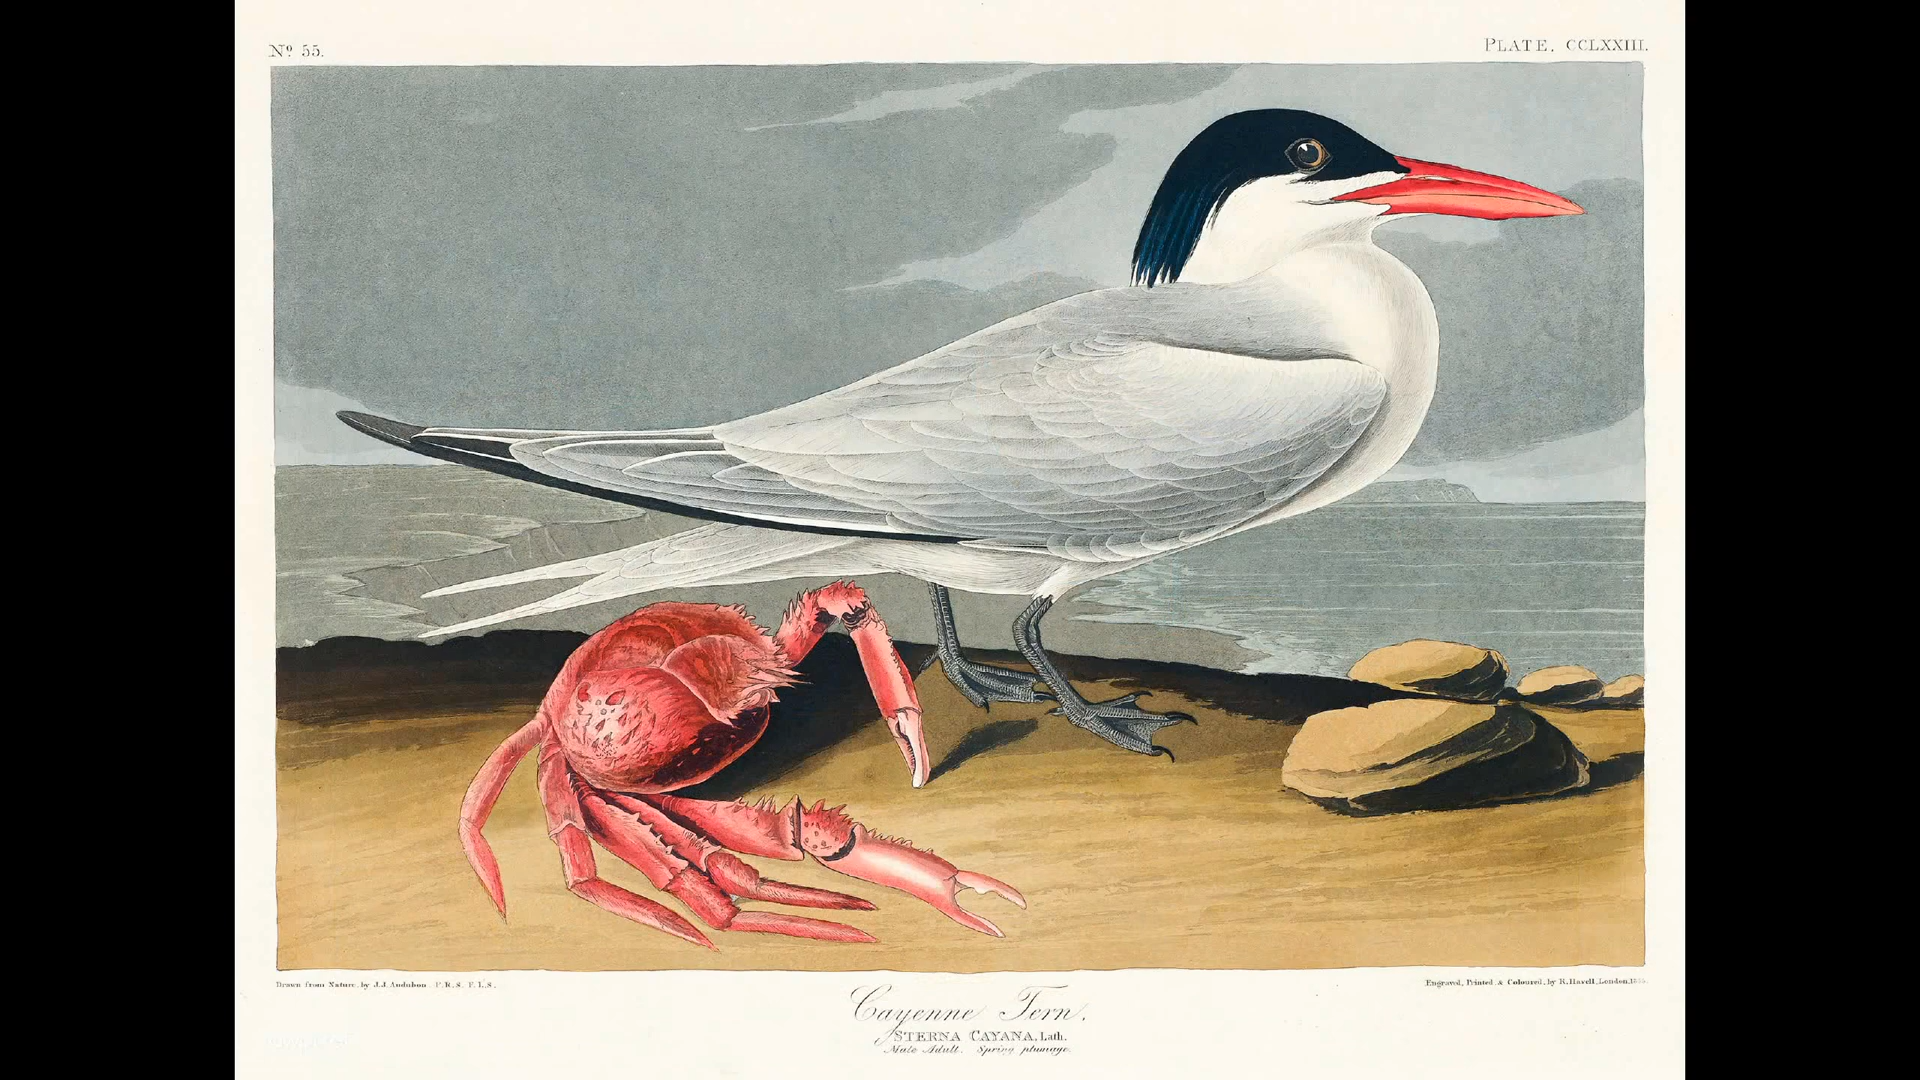 Nº 55.
PLATE. CCLXXIII.
Drawn from Nature, by J.J. Audubon. F.R.S. F.L.S.
Engraved, Printed, & Coloured, by R. Havell, London,
Cayenne Tern.
STERNA CAYANA, Lath.
Male Adult. Spring plumage.